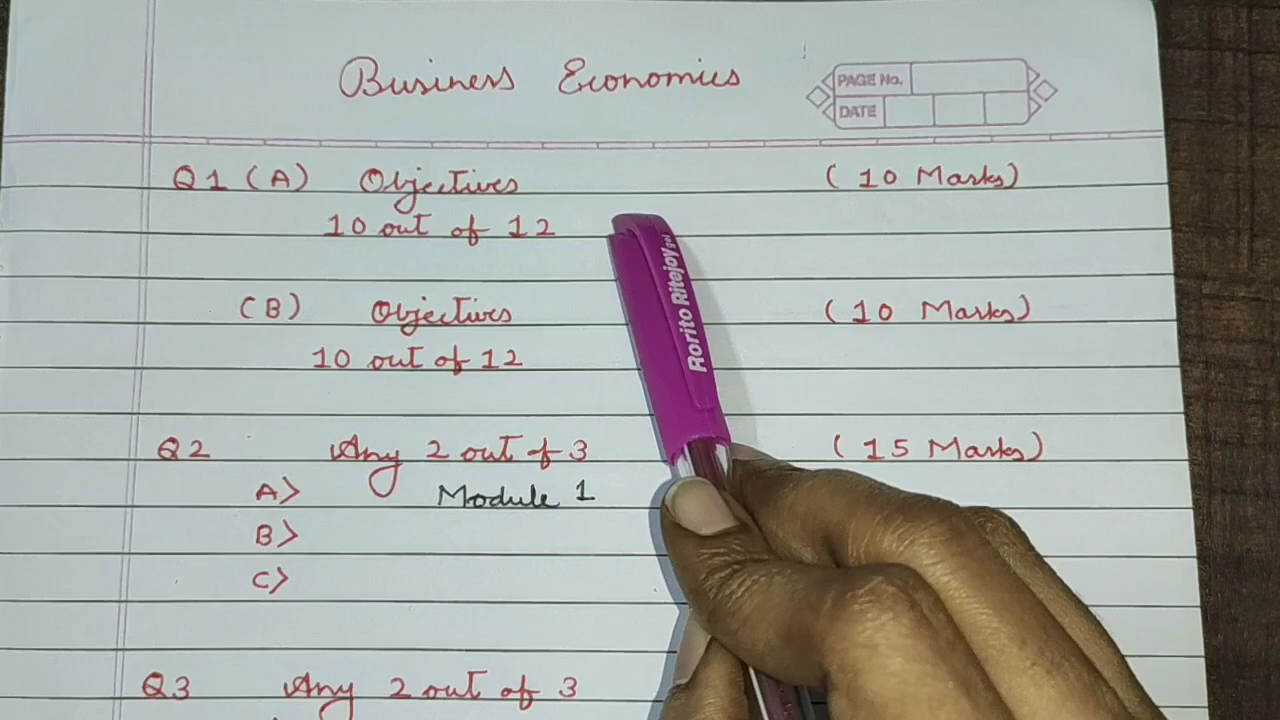 Business Economics
PAGE No.
DATE
Q1 (A) Objectives (10 Marks)
10 out of 12
Rorito Ritejoy gel
(B) Objectives (10 Marks)
10 out of 12
Q2 Any 2 out of 3 (15 Marks)
A> Module 1
B>
C>
Q3 Any 2 out of 3